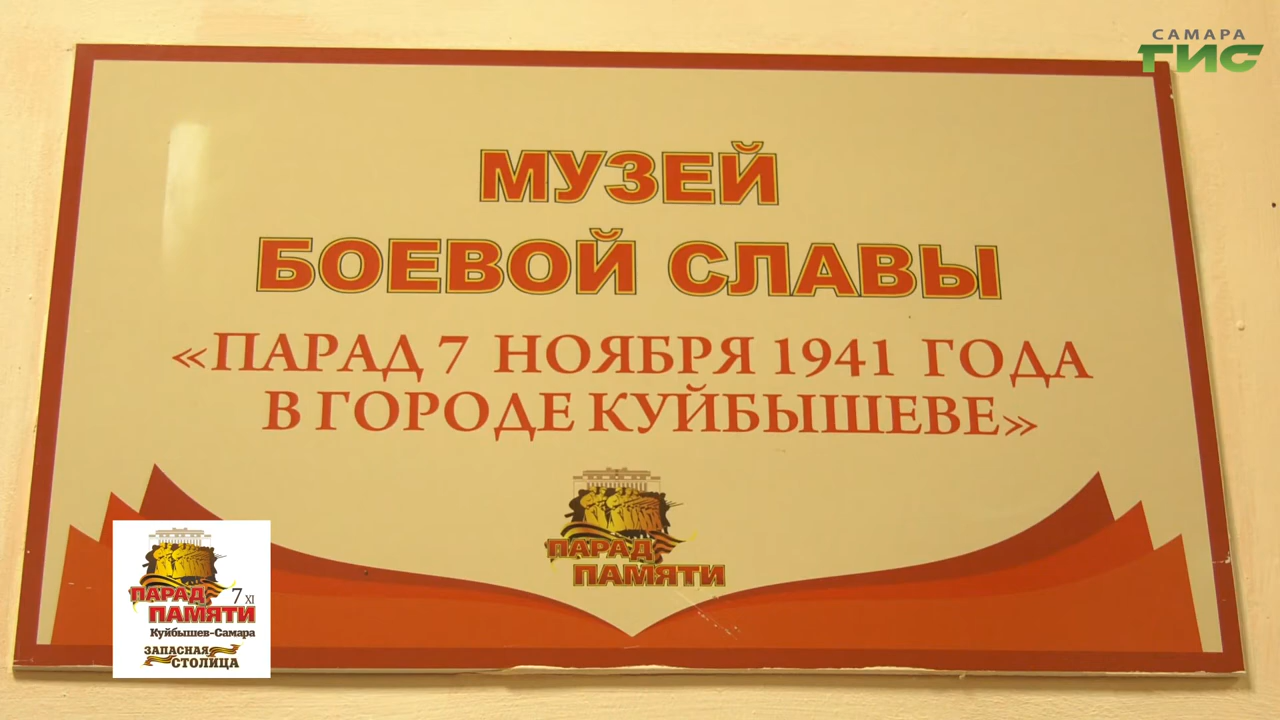 САМАРА
ГИС
МУЗЕЙ
БОЕВОЙ СЛАВЫ
«ПАРАД 7 НОЯБРЯ 1941 ГОДА
В ГОРОДЕ КУЙБЫШЕВЕ»
ПАРАД
ПАМЯТИ
ПАРАД 7 XI
ПАМЯТИ
Куйбышев-Самара
ЗАПАСНАЯ
СТОЛИЦА